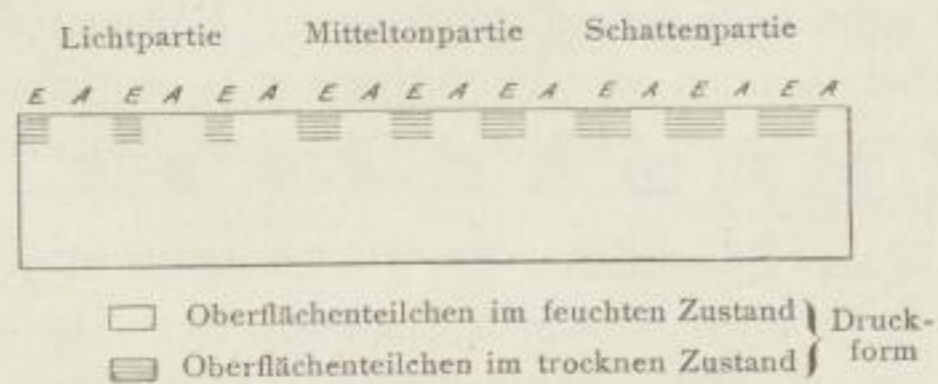 Lichtpartie Mitteltonpartie Schattenpartie
E A E A E A E A E A E A E A E A E A
Oberflächenteilchen im feuchten Zustand } Druck-
Oberflächenteilchen im trocknen Zustand } form